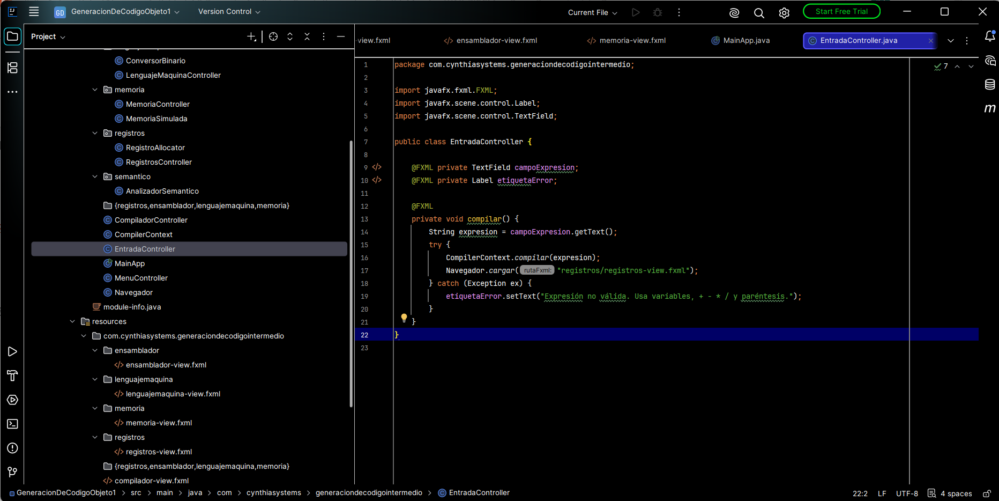 GD GeneracionDeCodigoObjeto1 Version Control Current File Start Free Trial
Project
ConversorBinario
LenguajeMaquinaController
memoria
MemoriaController
MemoriaSimulada
registros
RegistroAllocator
RegistrosController
semantico
AnalizadorSemantico
{registros,ensamblador,lenguajemaquina,memoria}
CompiladorController
CompilerContext
EntradaController
MainApp
MenuController
Navegador
module-info.java
resources
com.cynthiasystems.generaciondecodigointermedio
ensamblador
ensamblador-view.fxml
lenguajemaquina
lenguajemaquina-view.fxml
memoria
memoria-view.fxml
registros
registros-view.fxml
{registros,ensamblador,lenguajemaquina,memoria}
compilador-view.fxml
-view.fxml ensamblador-view.fxml memoria-view.fxml MainApp.java EntradaController.java
7
1 package com.cynthiasystems.generaciondecodigointermedio;
2
3 import javafx.fxml.FXML;
4 import javafx.scene.control.Label;
5 import javafx.scene.control.TextField;
6
7 public class EntradaController {
8
9 @FXML private TextField campoExpresion;
10 @FXML private Label etiquetaError;
11
12 @FXML
13 private void compilar() {
14 String expresion = campoExpresion.getText();
15 try {
16 CompilerContext.compilar(expresion);
17 Navegador.cargar( rutaFxml: "registros/registros-view.fxml");
18 } catch (Exception ex) {
19 etiquetaError.setText("Expresión no válida. Usa variables, + - * / y paréntesis.");
20 }
21 }
22 }
23
GeneracionDeCodigoObjeto1 > src > main > java > com > cynthiasystems > generaciondecodigointermedio > EntradaController
22:2 LF UTF-8 4 spaces